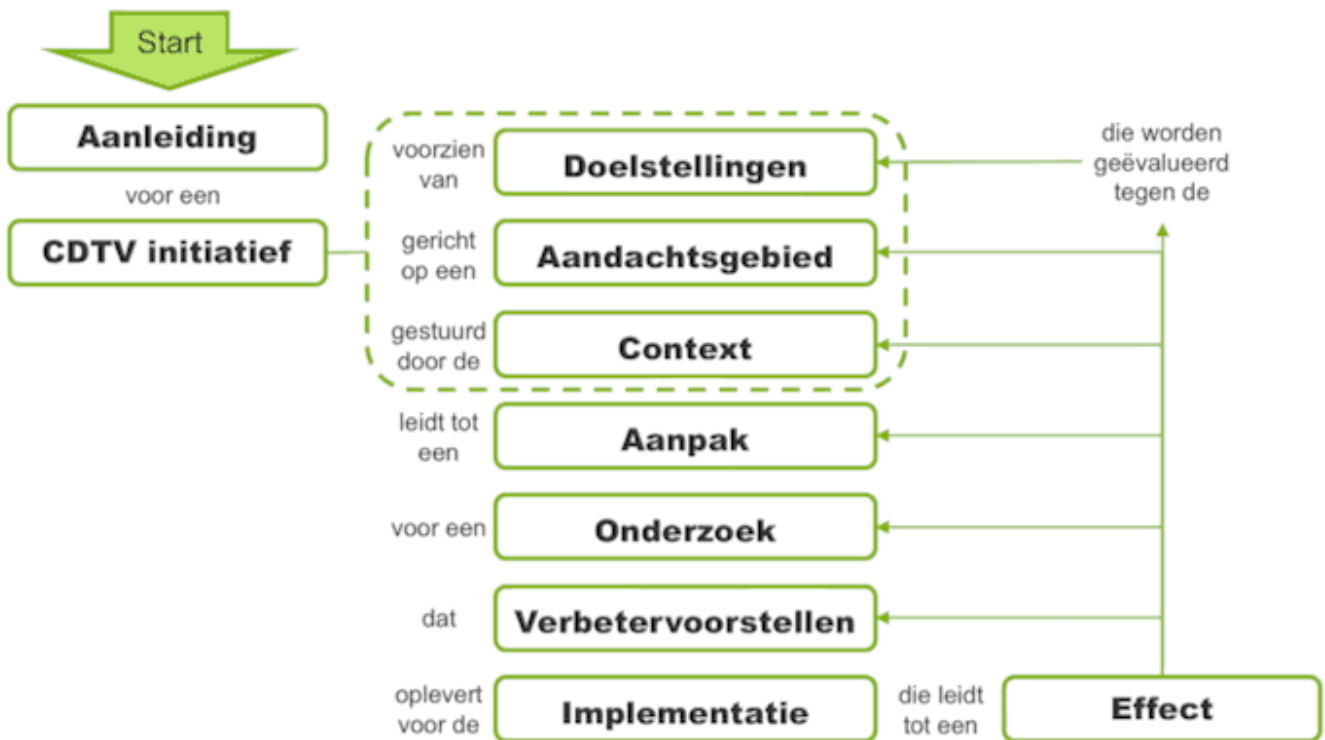 Start
Aanleiding
voor een
CDTV initiatief
voorzien
van
Doelstellingen
gericht
op een
Aandachtsgebied
gestuurd
door de
Context
leidt tot
een
Aanpak
voor een
Onderzoek
dat
Verbetervoorstellen
oplevert
voor de
Implementatie
die leidt
tot een
Effect
die worden
geëvalueerd
tegen de